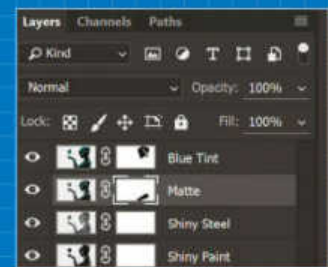 Layers Channels Paths
Kind T
Normal Opacity: 100%
Lock: Fill: 100%
Blue Tint
Matte
Shiny Steel
Shiny Paint